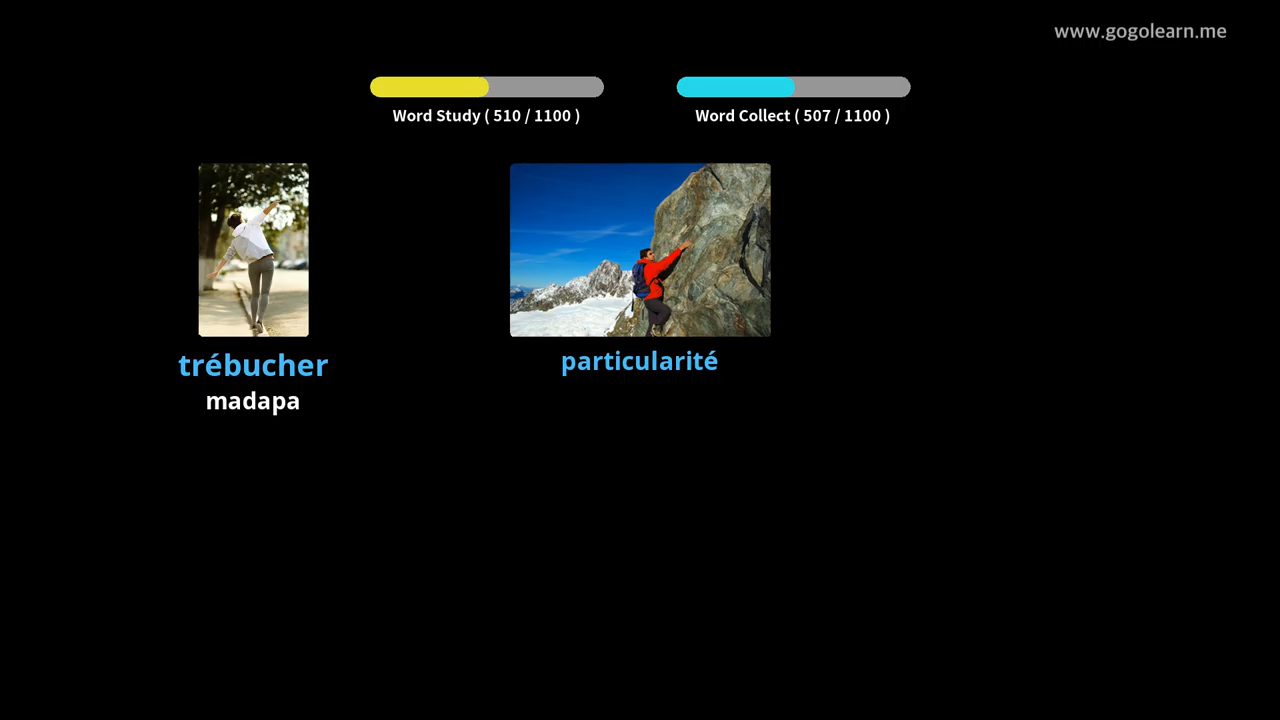 www.gogolearn.me
Word Study ( 510 / 1100 )
Word Collect ( 507 / 1100 )
trébucher
madapa
particularité